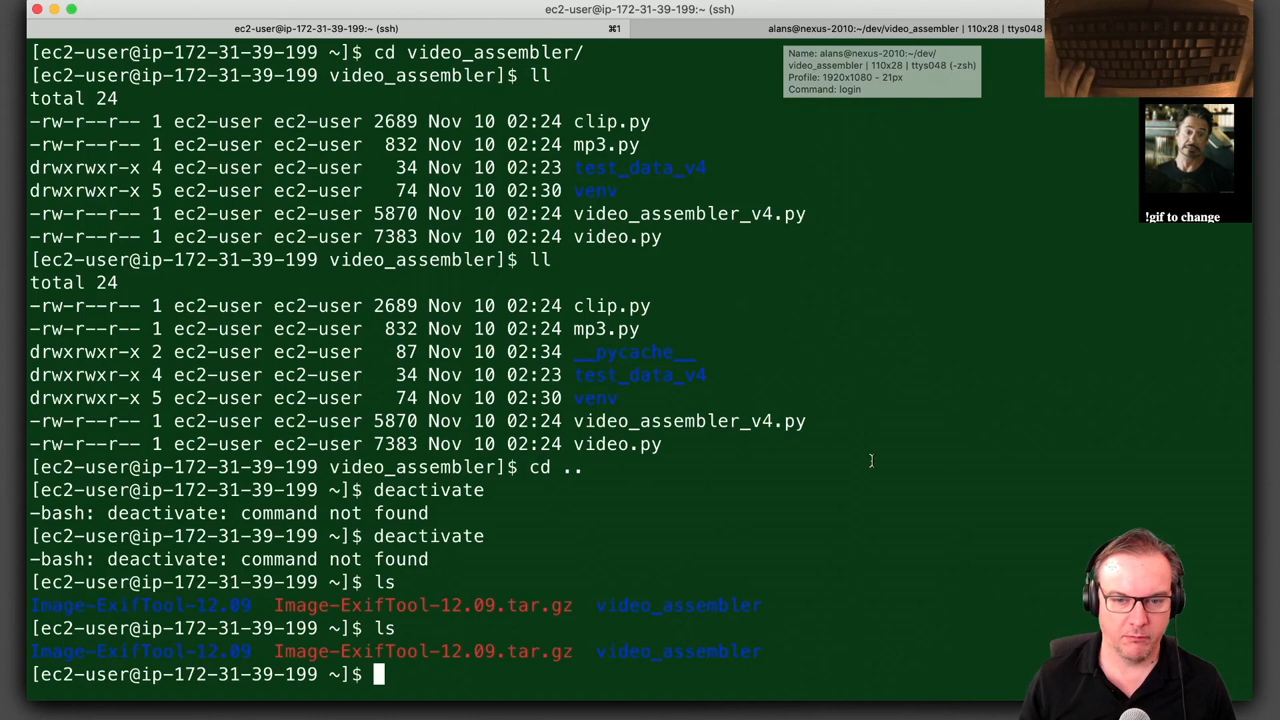 ec2-user@ip-172-31-39-199:~ (ssh)
ec2-user@ip-172-31-39-199:~ (ssh) ⌘1 alans@nexus-2010:~/dev/video_assembler | 110x28 | ttys048
[ec2-user@ip-172-31-39-199 ~]$ cd video_assembler/
[ec2-user@ip-172-31-39-199 video_assembler]$ ll
total 24
-rw-r--r-- 1 ec2-user ec2-user 2689 Nov 10 02:24 clip.py
-rw-r--r-- 1 ec2-user ec2-user  832 Nov 10 02:24 mp3.py
drwxrwxr-x 4 ec2-user ec2-user   34 Nov 10 02:23 test_data_v4
drwxrwxr-x 5 ec2-user ec2-user   74 Nov 10 02:30 venv
-rw-r--r-- 1 ec2-user ec2-user 5870 Nov 10 02:24 video_assembler_v4.py
-rw-r--r-- 1 ec2-user ec2-user 7383 Nov 10 02:24 video.py
[ec2-user@ip-172-31-39-199 video_assembler]$ ll
total 24
-rw-r--r-- 1 ec2-user ec2-user 2689 Nov 10 02:24 clip.py
-rw-r--r-- 1 ec2-user ec2-user  832 Nov 10 02:24 mp3.py
drwxrwxr-x 2 ec2-user ec2-user   87 Nov 10 02:34 __pycache__
drwxrwxr-x 4 ec2-user ec2-user   34 Nov 10 02:23 test_data_v4
drwxrwxr-x 5 ec2-user ec2-user   74 Nov 10 02:30 venv
-rw-r--r-- 1 ec2-user ec2-user 5870 Nov 10 02:24 video_assembler_v4.py
-rw-r--r-- 1 ec2-user ec2-user 7383 Nov 10 02:24 video.py
[ec2-user@ip-172-31-39-199 video_assembler]$ cd ..
[ec2-user@ip-172-31-39-199 ~]$ deactivate
-bash: deactivate: command not found
[ec2-user@ip-172-31-39-199 ~]$ deactivate
-bash: deactivate: command not found
[ec2-user@ip-172-31-39-199 ~]$ ls
Image-ExifTool-12.09  Image-ExifTool-12.09.tar.gz  video_assembler
[ec2-user@ip-172-31-39-199 ~]$ ls
Image-ExifTool-12.09  Image-ExifTool-12.09.tar.gz  video_assembler
[ec2-user@ip-172-31-39-199 ~]$
Name: alans@nexus-2010:~/dev/
video_assembler | 110x28 | ttys048 (-zsh)
Profile: 1920x1080 - 21px
Command: login
!gif to change